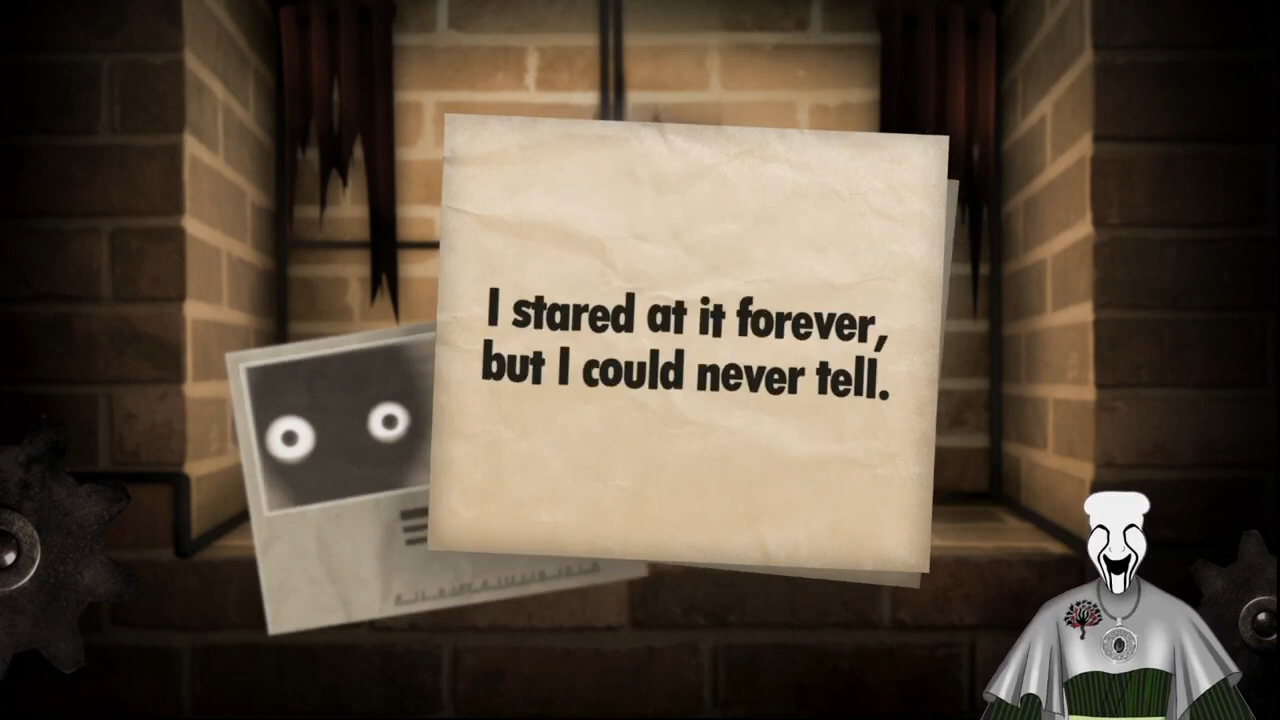 I stared at it forever,
but I could never tell.